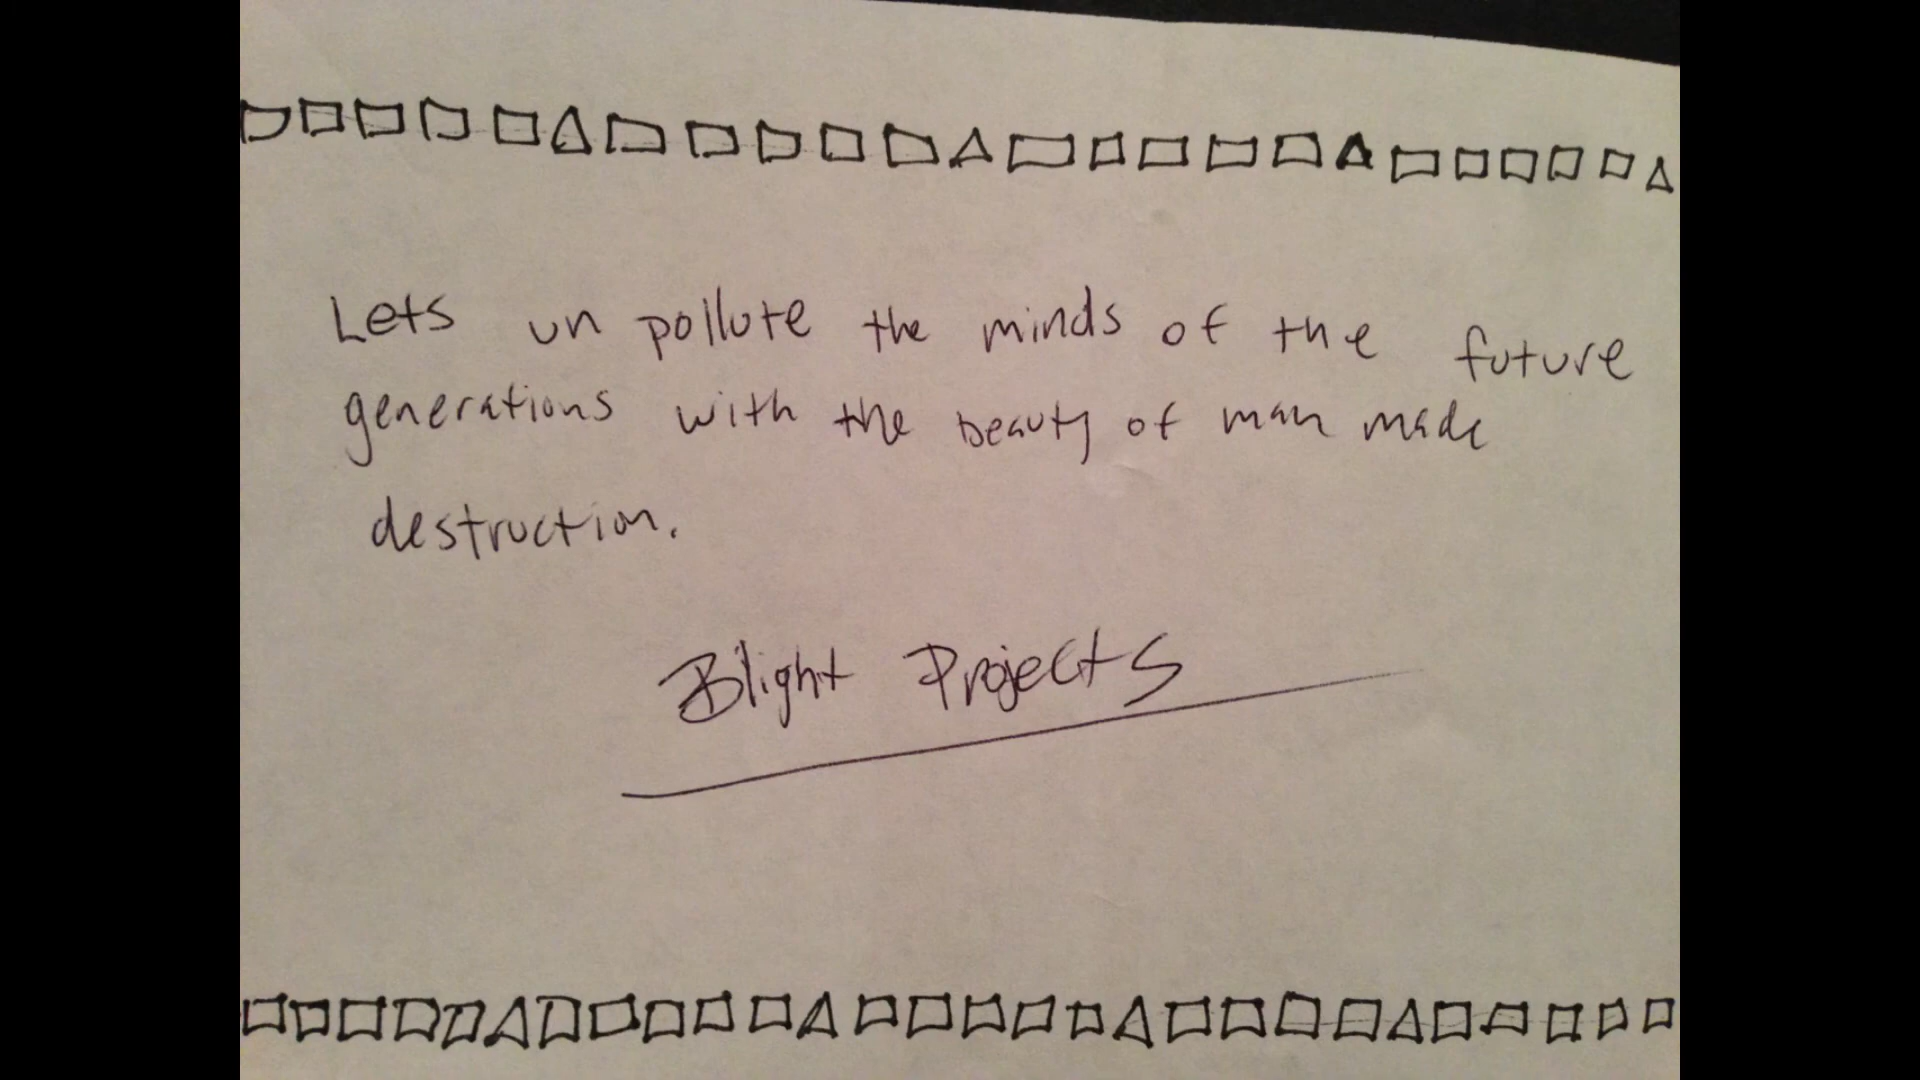 Lets un pollute the minds of the future
generations with the beauty of man made
destruction.
Blight Projects